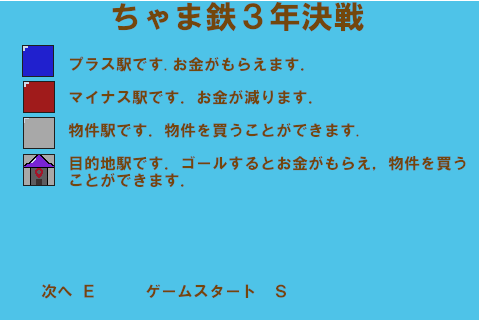 ちゃま鉄３年決戦
プラス駅です．お金がもらえます．
マイナス駅です．お金が減ります．
物件駅です．物件を買うことができます．
目的地駅です．ゴールするとお金がもらえ，物件を買う
ことができます．
次へ　E　　　ゲームスタート　S